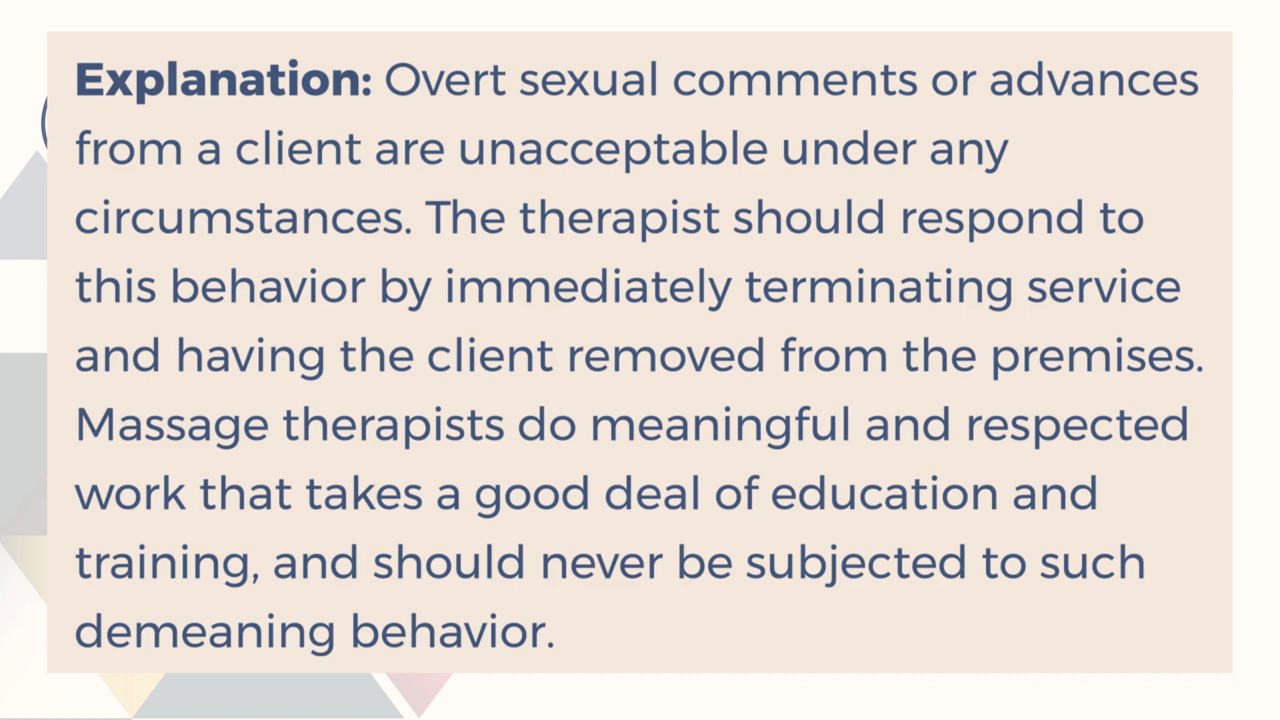 Explanation: Overt sexual comments or advances
from a client are unacceptable under any
circumstances. The therapist should respond to
this behavior by immediately terminating service
and having the client removed from the premises.
Massage therapists do meaningful and respected
work that takes a good deal of education and
training, and should never be subjected to such
demeaning behavior.